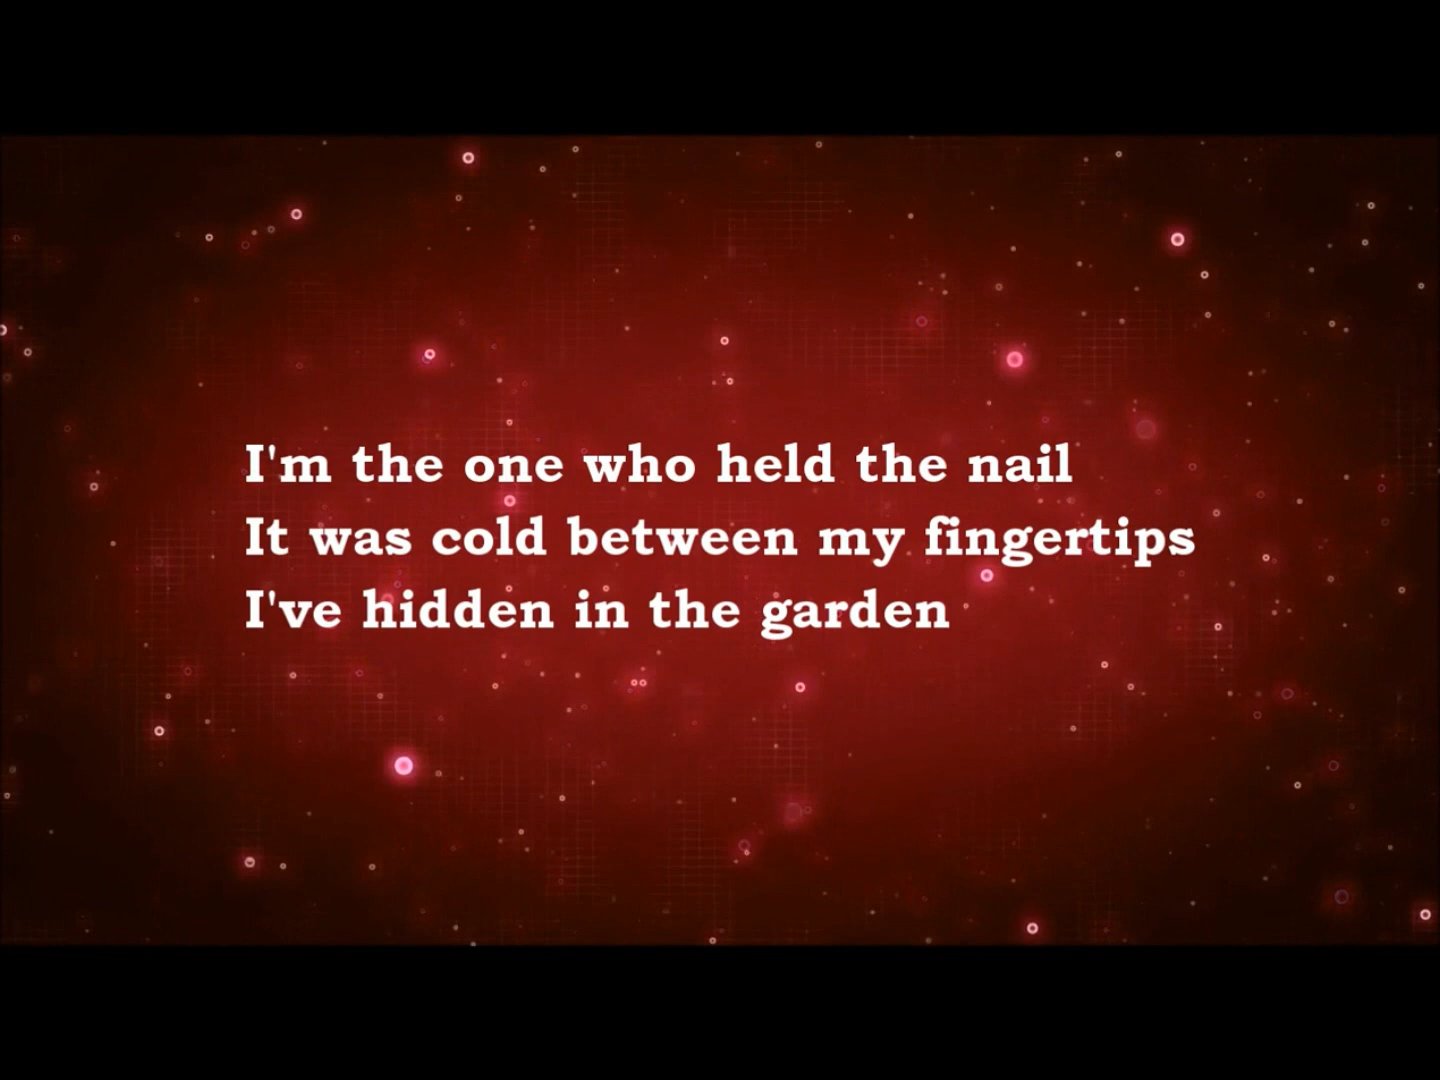 I'm the one who held the nail
It was cold between my fingertips
I've hidden in the garden